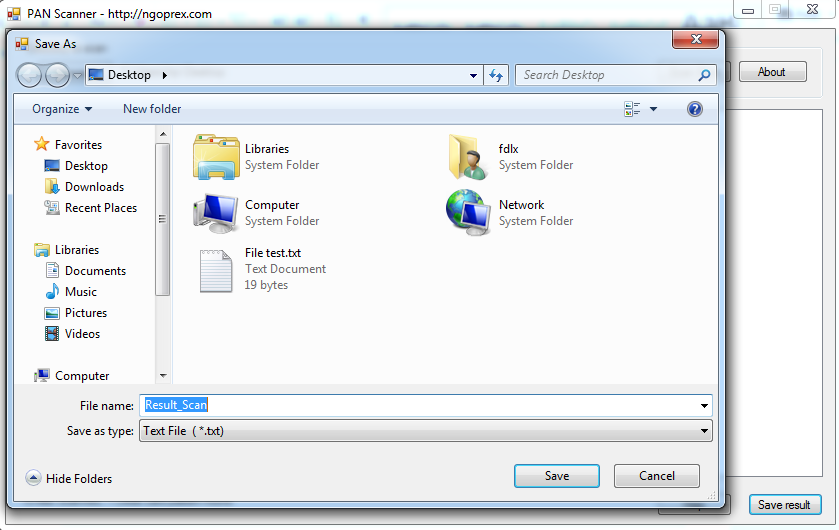 PAN Scanner - http://ngoprex.com
Save As
Desktop
Search Desktop
About
Organize
New folder
Favorites
Desktop
Downloads
Recent Places
Libraries
Documents
Music
Pictures
Videos
Computer
Libraries
System Folder
fdlx
System Folder
Computer
System Folder
Network
System Folder
File test.txt
Text Document
19 bytes
File name: Result_Scan
Save as type: Text File ( *.txt)
Hide Folders
Save
Cancel
Save result